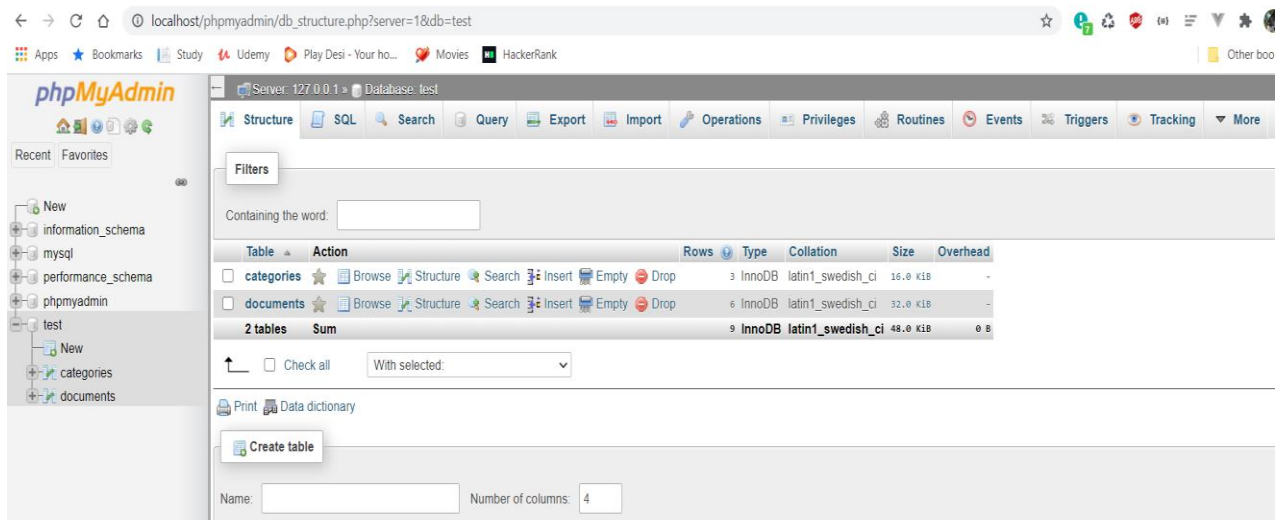 localhost/phpmyadmin/db_structure.php?server=1&db=test
7
Apps Bookmarks Study Udemy Play Desi - Your ho... Movies HackerRank Other boo
phpMyAdmin
Recent Favorites
New
information_schema
mysql
performance_schema
phpmyadmin
test
New
categories
documents
Server: 127.0.0.1 » Database: test
Structure SQL Search Query Export Import Operations Privileges Routines Events Triggers Tracking More
Filters
Containing the word:
Table Action Rows Type Collation Size Overhead
categories Browse Structure Search Insert Empty Drop 3 InnoDB latin1_swedish_ci 16.0 KiB -
documents Browse Structure Search Insert Empty Drop 6 InnoDB latin1_swedish_ci 32.0 KiB -
2 tables Sum 9 InnoDB latin1_swedish_ci 48.0 KiB 0 B
Check all With selected:
Print Data dictionary
Create table
Name: Number of columns: 4